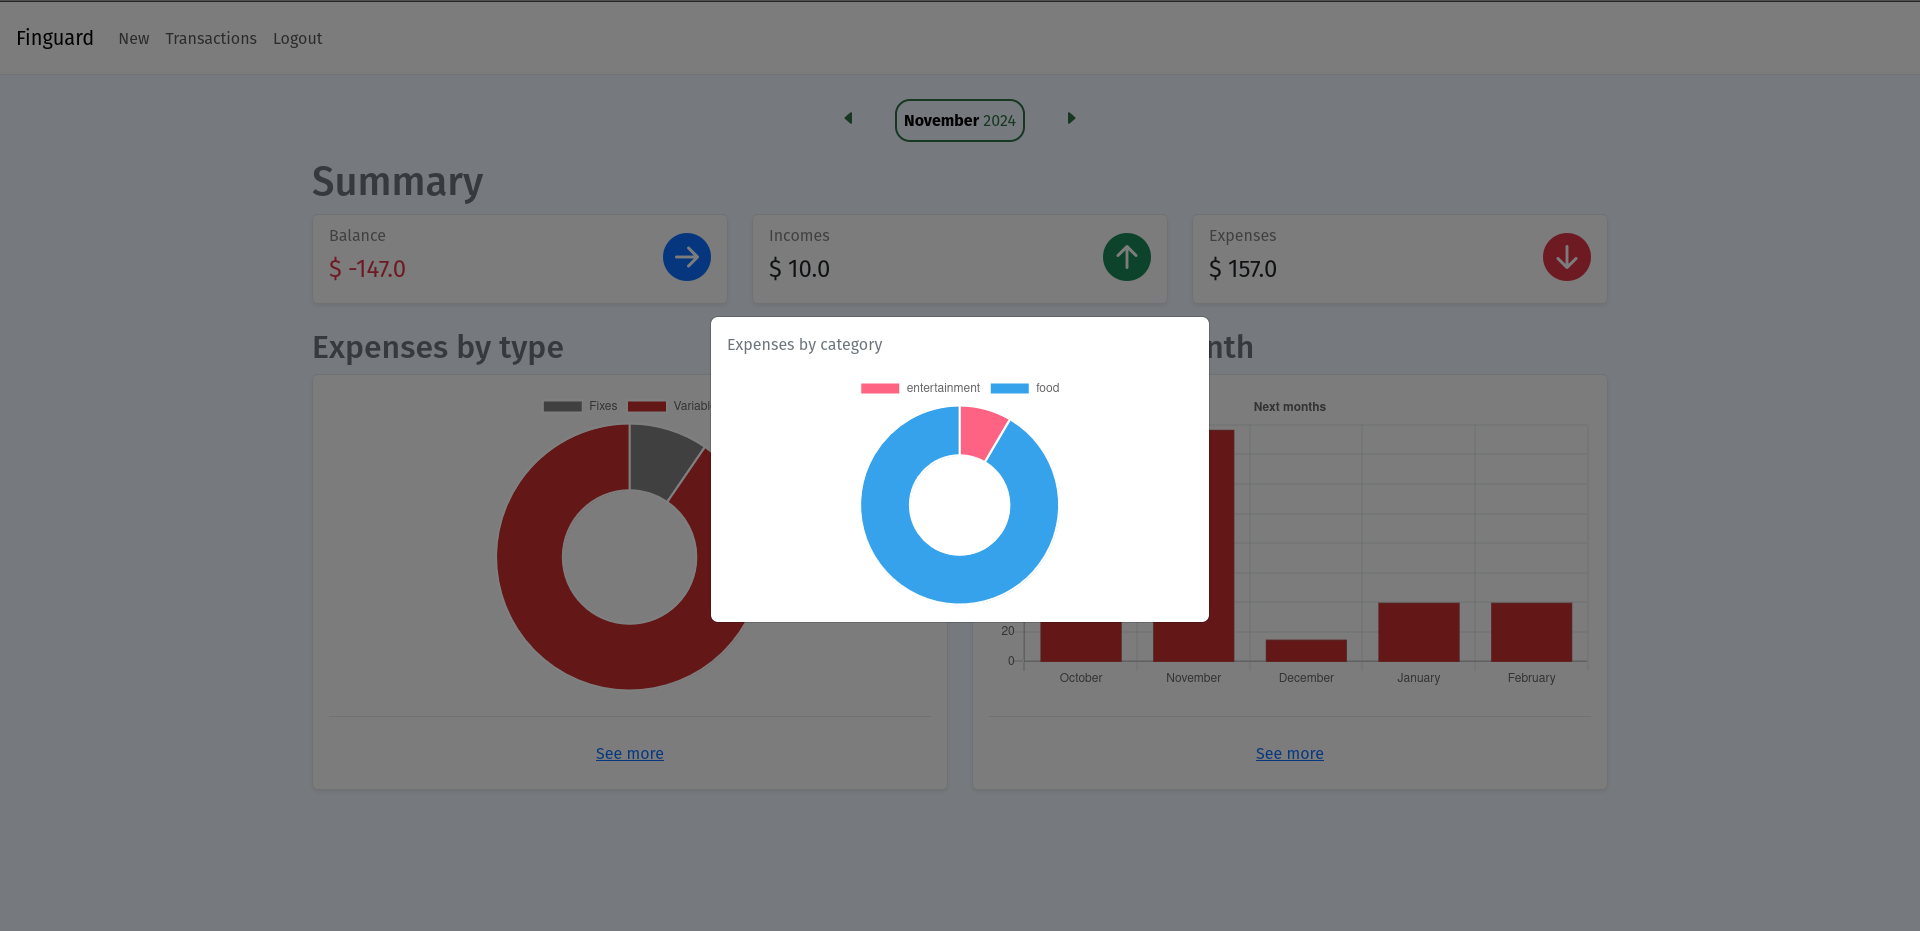 Finguard New Transactions Logout
November 2024
Summary
Balance
$ -147.0
Incomes
$ 10.0
Expenses
$ 157.0
Expenses by type
Fixes
Expenses by category
entertainment food
Next months
20
0
October November December January February
See more
See more